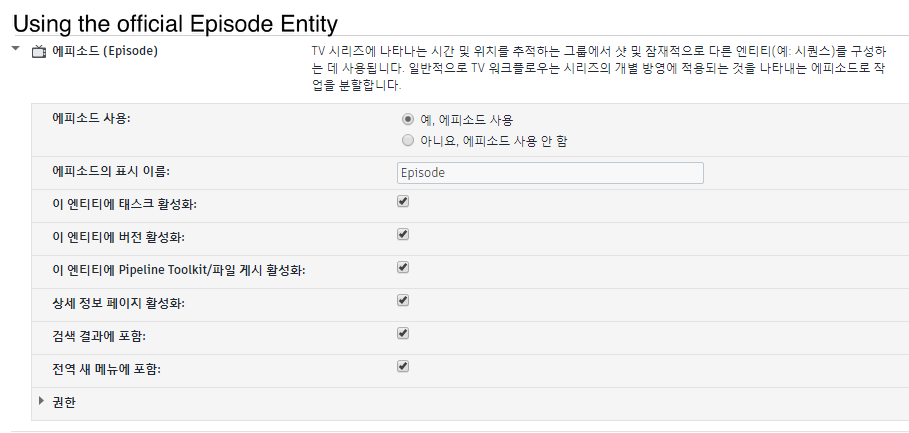 Using the official Episode Entity
에피소드 (Episode)
TV 시리즈에 나타나는 시간 및 위치를 추적하는 그룹에서 샷 및 잠재적으로 다른 엔티티(예: 시퀀스)를 구성하
는 데 사용됩니다. 일반적으로 TV 워크플로우는 시리즈의 개별 방영에 적용되는 것을 나타내는 에피소드로 작
업을 분할합니다.
에피소드 사용:
예, 에피소드 사용
아니요, 에피소드 사용 안 함
에피소드의 표시 이름:
Episode
이 엔티티에 태스크 활성화:
이 엔티티에 버전 활성화:
이 엔티티에 Pipeline Toolkit/파일 게시 활성화:
상세 정보 페이지 활성화:
검색 결과에 포함:
전역 새 메뉴에 포함:
권한